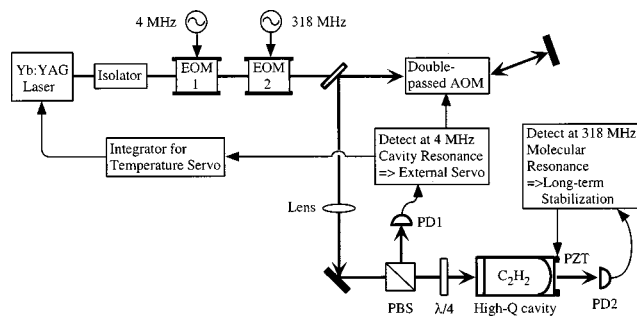 4 MHz
318 MHz
Yb:YAG
Laser
Isolator
EOM
1
EOM
2
Double-
passed AOM
Integrator for
Temperature Servo
Detect at 4 MHz
Cavity Resonance
=> External Servo
Detect at 318 MHz
Molecular
Resonance
=>Long-term
Stabilization
Lens
PD1
PZT
C2H2
PD2
PBS
λ/4
High-Q cavity